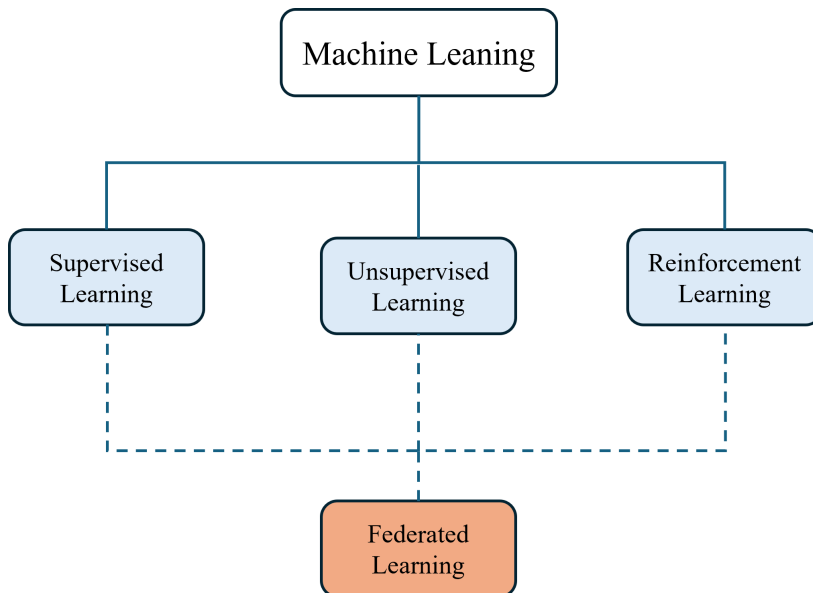 Machine Leaning
Supervised
Learning
Unsupervised
Learning
Reinforcement
Learning
Federated
Learning